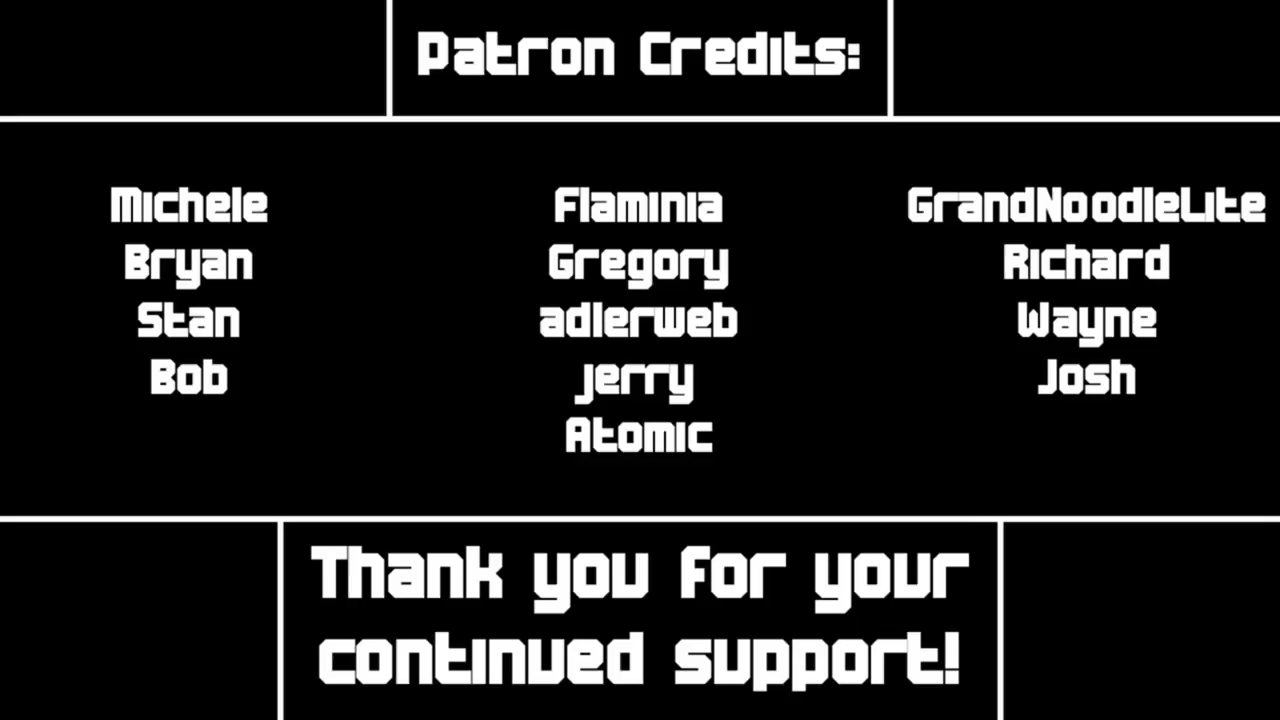 Patron Credits:
Michele
Bryan
Stan
Bob
Flaminia
Gregory
adlerweb
jerry
Atomic
GrandNoodleLite
Richard
Wayne
Josh
Thank you for your
continued support!